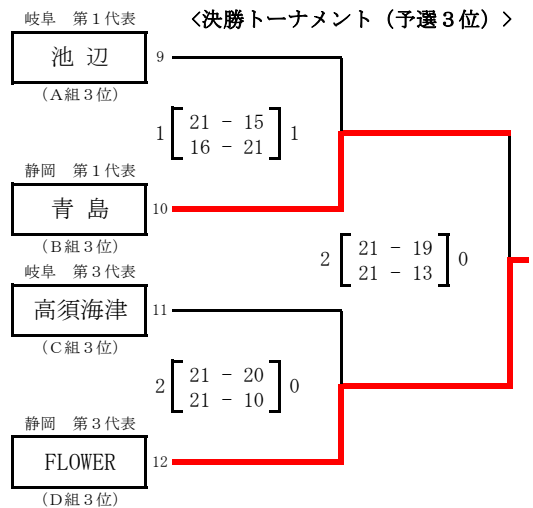 岐阜　第１代表
<決勝トーナメント（予選３位）>
池 辺
9
（Ａ組３位）
1 21 － 15 1
16 － 21
静岡　第１代表
青 島
10
（Ｂ組３位）
2 21 － 19 0
21 － 13
岐阜　第３代表
高須海津
11
（Ｃ組３位）
2 21 － 20 0
21 － 10
静岡　第３代表
FLOWER
12
（Ｄ組３位）